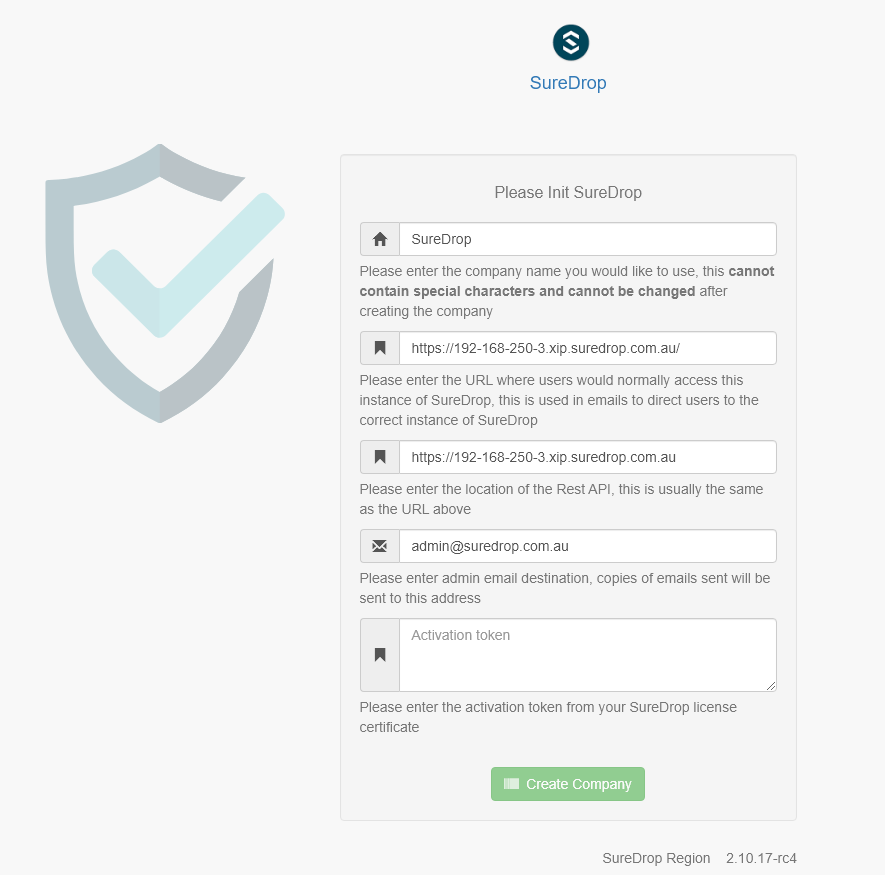 SureDrop
Please Init SureDrop
SureDrop
Please enter the company name you would like to use, this cannot
contain special characters and cannot be changed after
creating the company
https://192-168-250-3.xip.suredrop.com.au/
Please enter the URL where users would normally access this
instance of SureDrop, this is used in emails to direct users to the
correct instance of SureDrop
https://192-168-250-3.xip.suredrop.com.au
Please enter the location of the Rest API, this is usually the same
as the URL above
admin@suredrop.com.au
Please enter admin email destination, copies of emails sent will be
sent to this address
Activation token
Please enter the activation token from your SureDrop license
certificate
Create Company
SureDrop Region 2.10.17-rc4